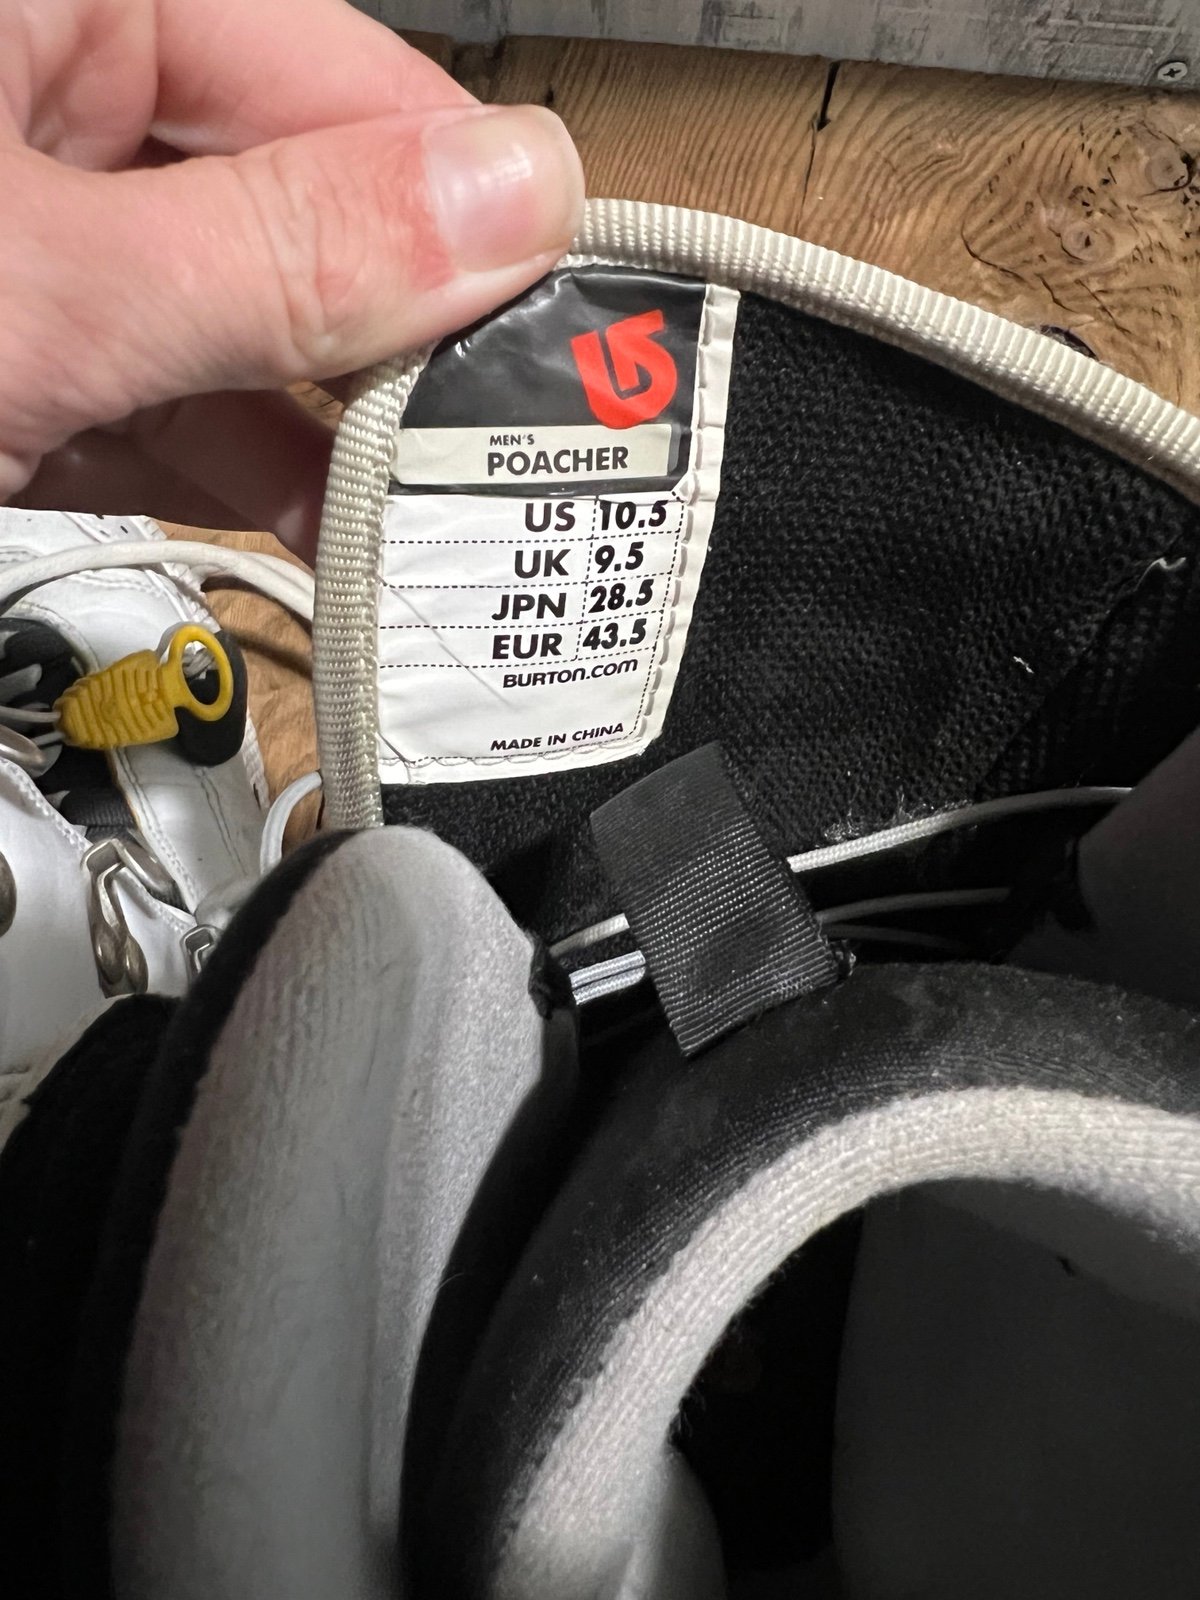 MEN'S
POACHER
US 10.5
UK 9.5
JPN 28.5
EUR 43.5
BURTON.COM
MADE IN CHINA